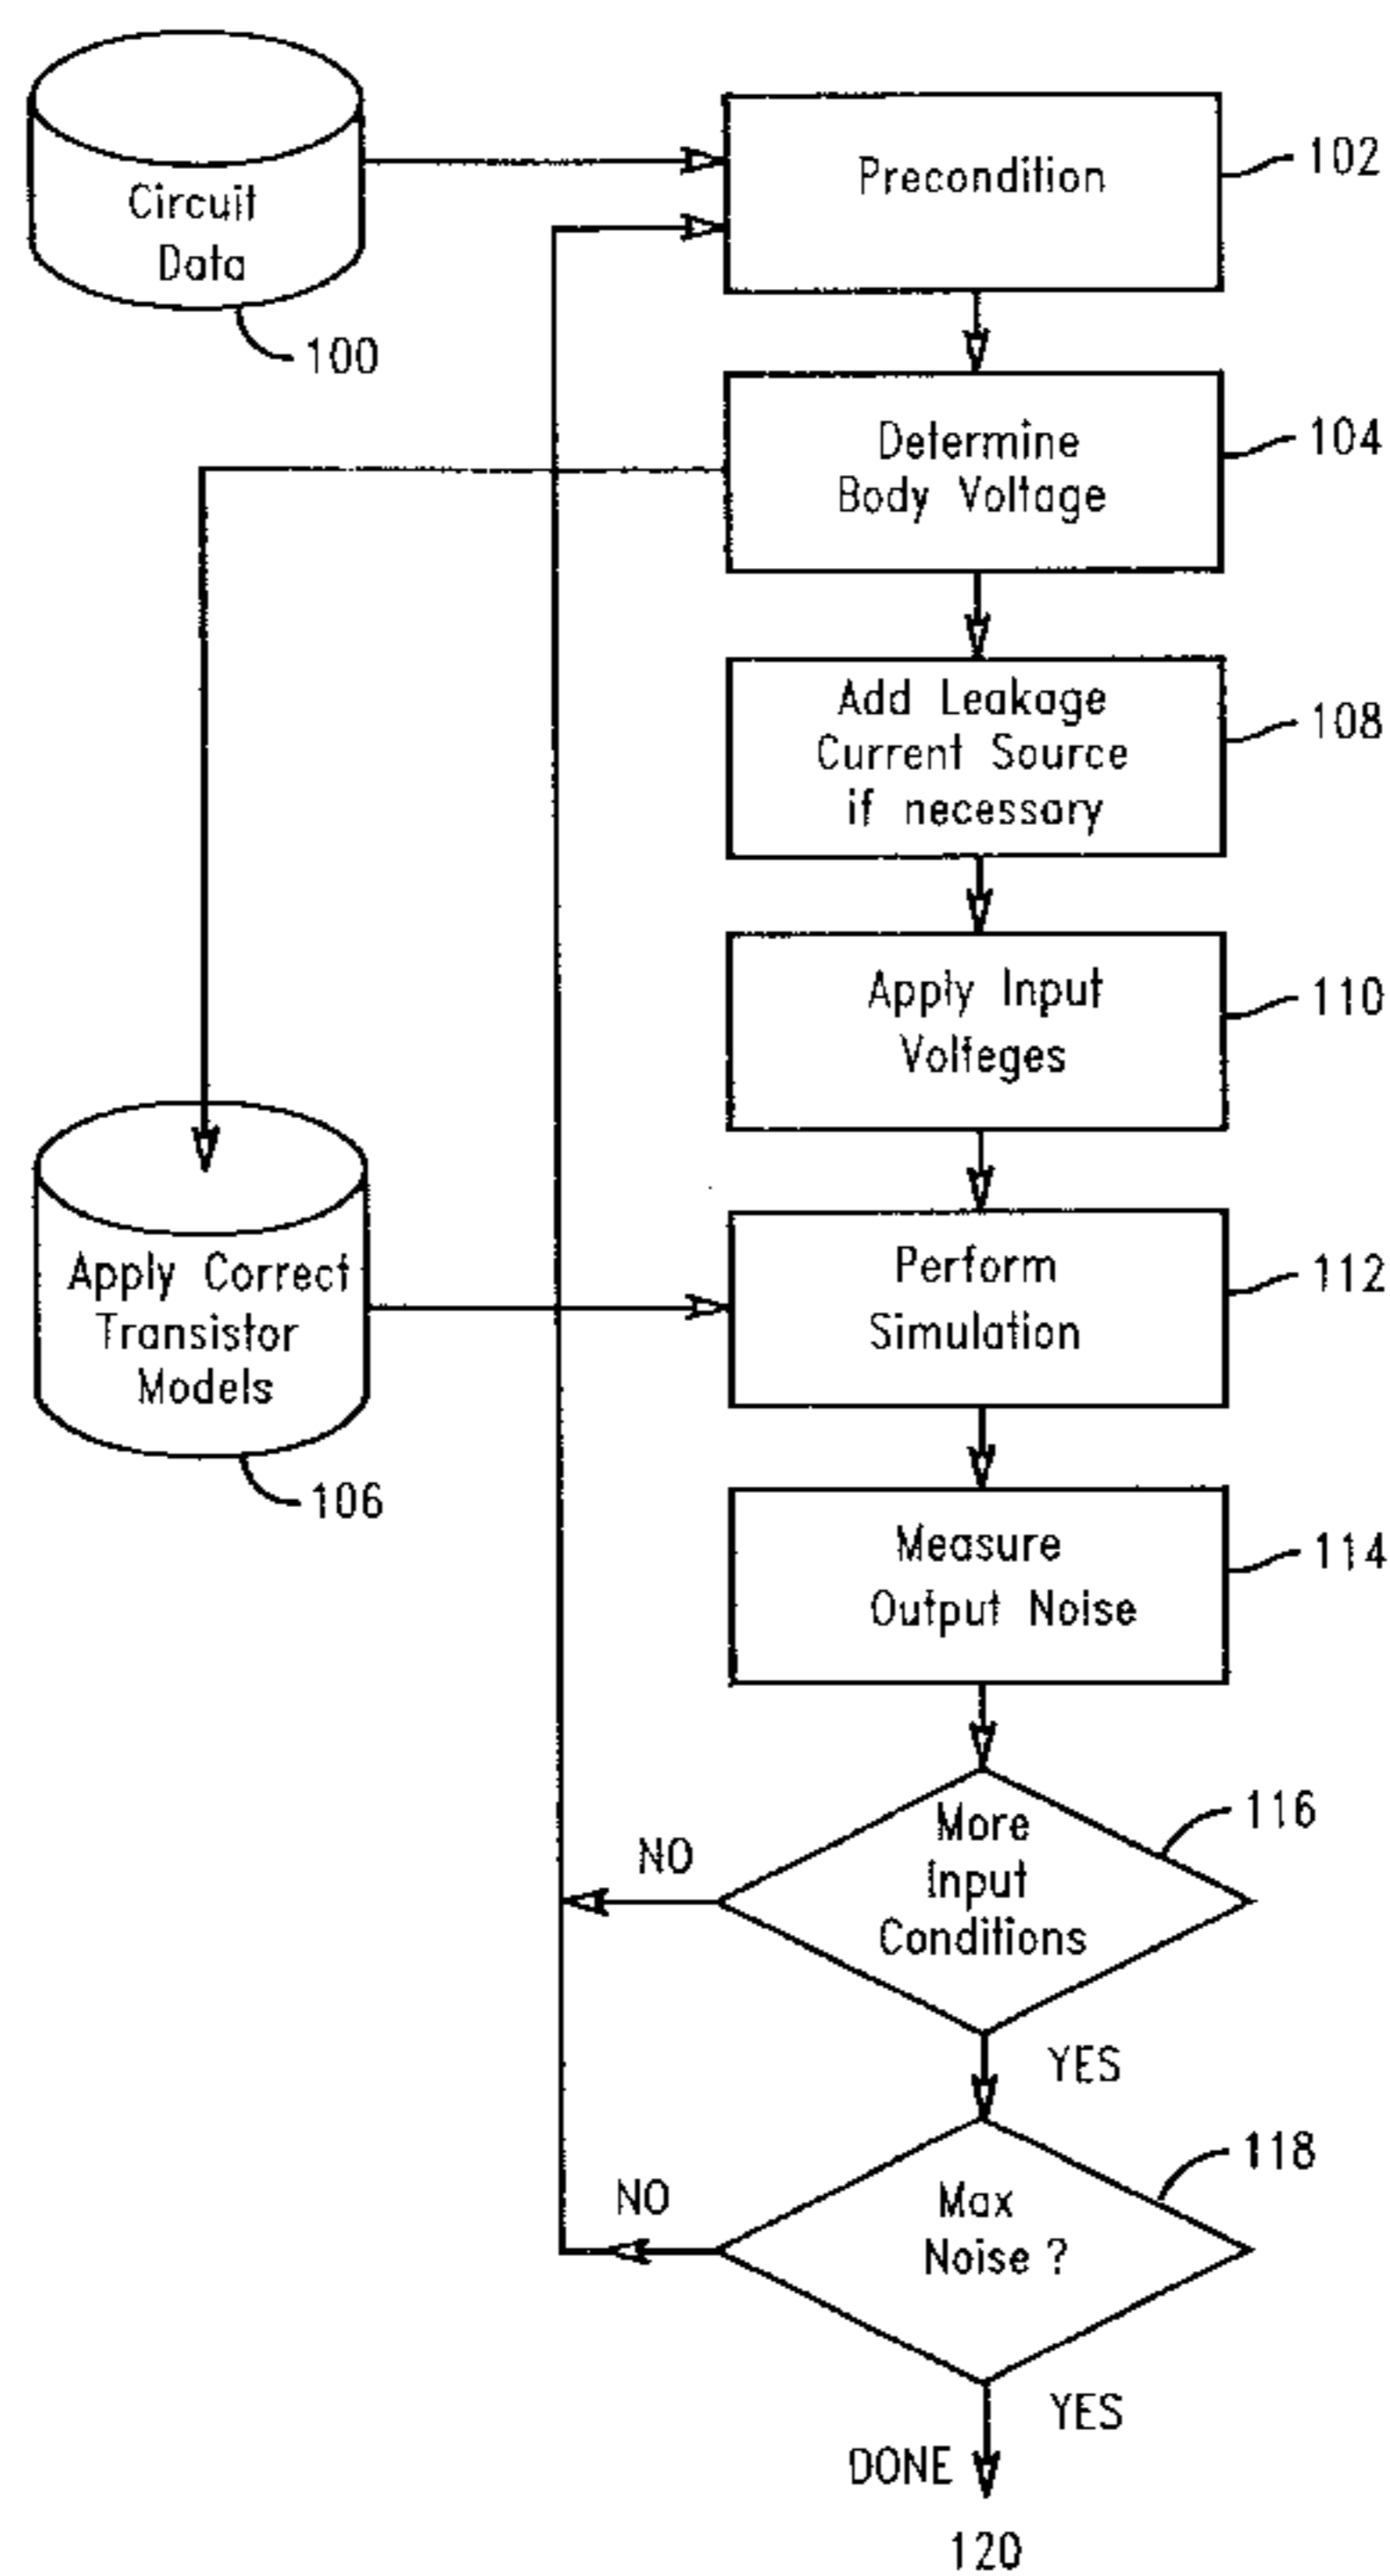 Circuit
Data
100
Precondition
102
Determine
Body Voltage
104
Add Leakage
Current Source
if necessary
108
Apply Input
Volteges
110
Apply Correct
Transistor
Models
106
Perform
Simulation
112
Measure
Output Noise
114
More
Input
Conditions
116
NO
YES
Max
Noise ?
118
NO
YES
DONE
120